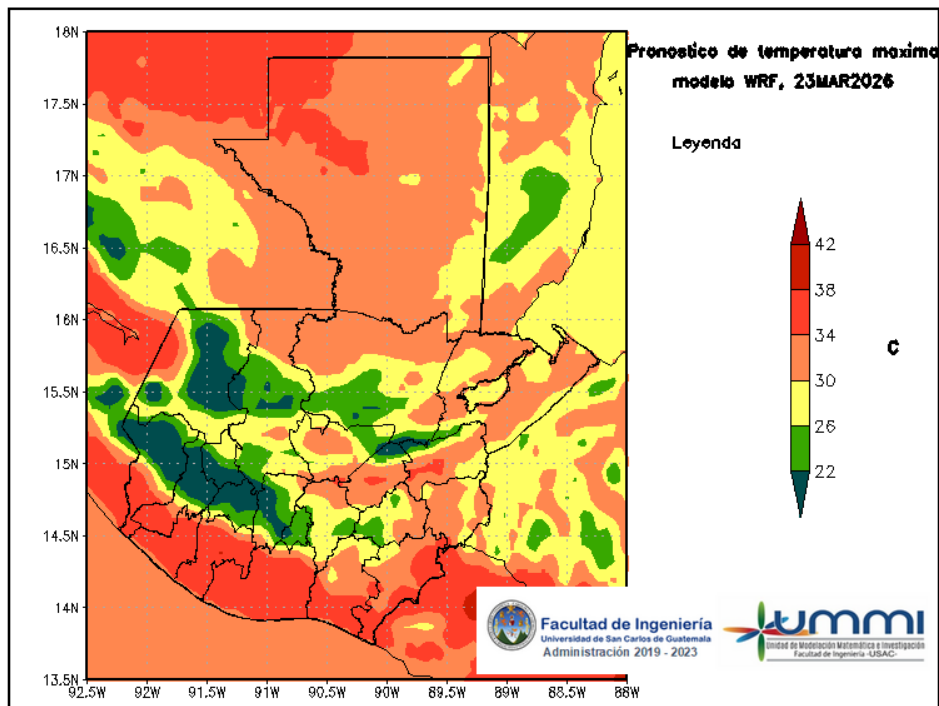 Pronostico de temperatura maxima
modelo WRF, 23MAR2026
Leyenda
18N
17.5N
17N
16.5N
16N
15.5N
15N
14.5N
14N
13.5N
92.5W 92W 91.5W 91W 90.5W 90W 89.5W 89W 88.5W 88W
42
38
34
30
26
22
C
Facultad de Ingeniería
Universidad de San Carlos de Guatemala
Administración 2019 - 2023
UMMI
Unidad de Modelación Matemática e Investigación
Facultad de Ingeniería -USAC-